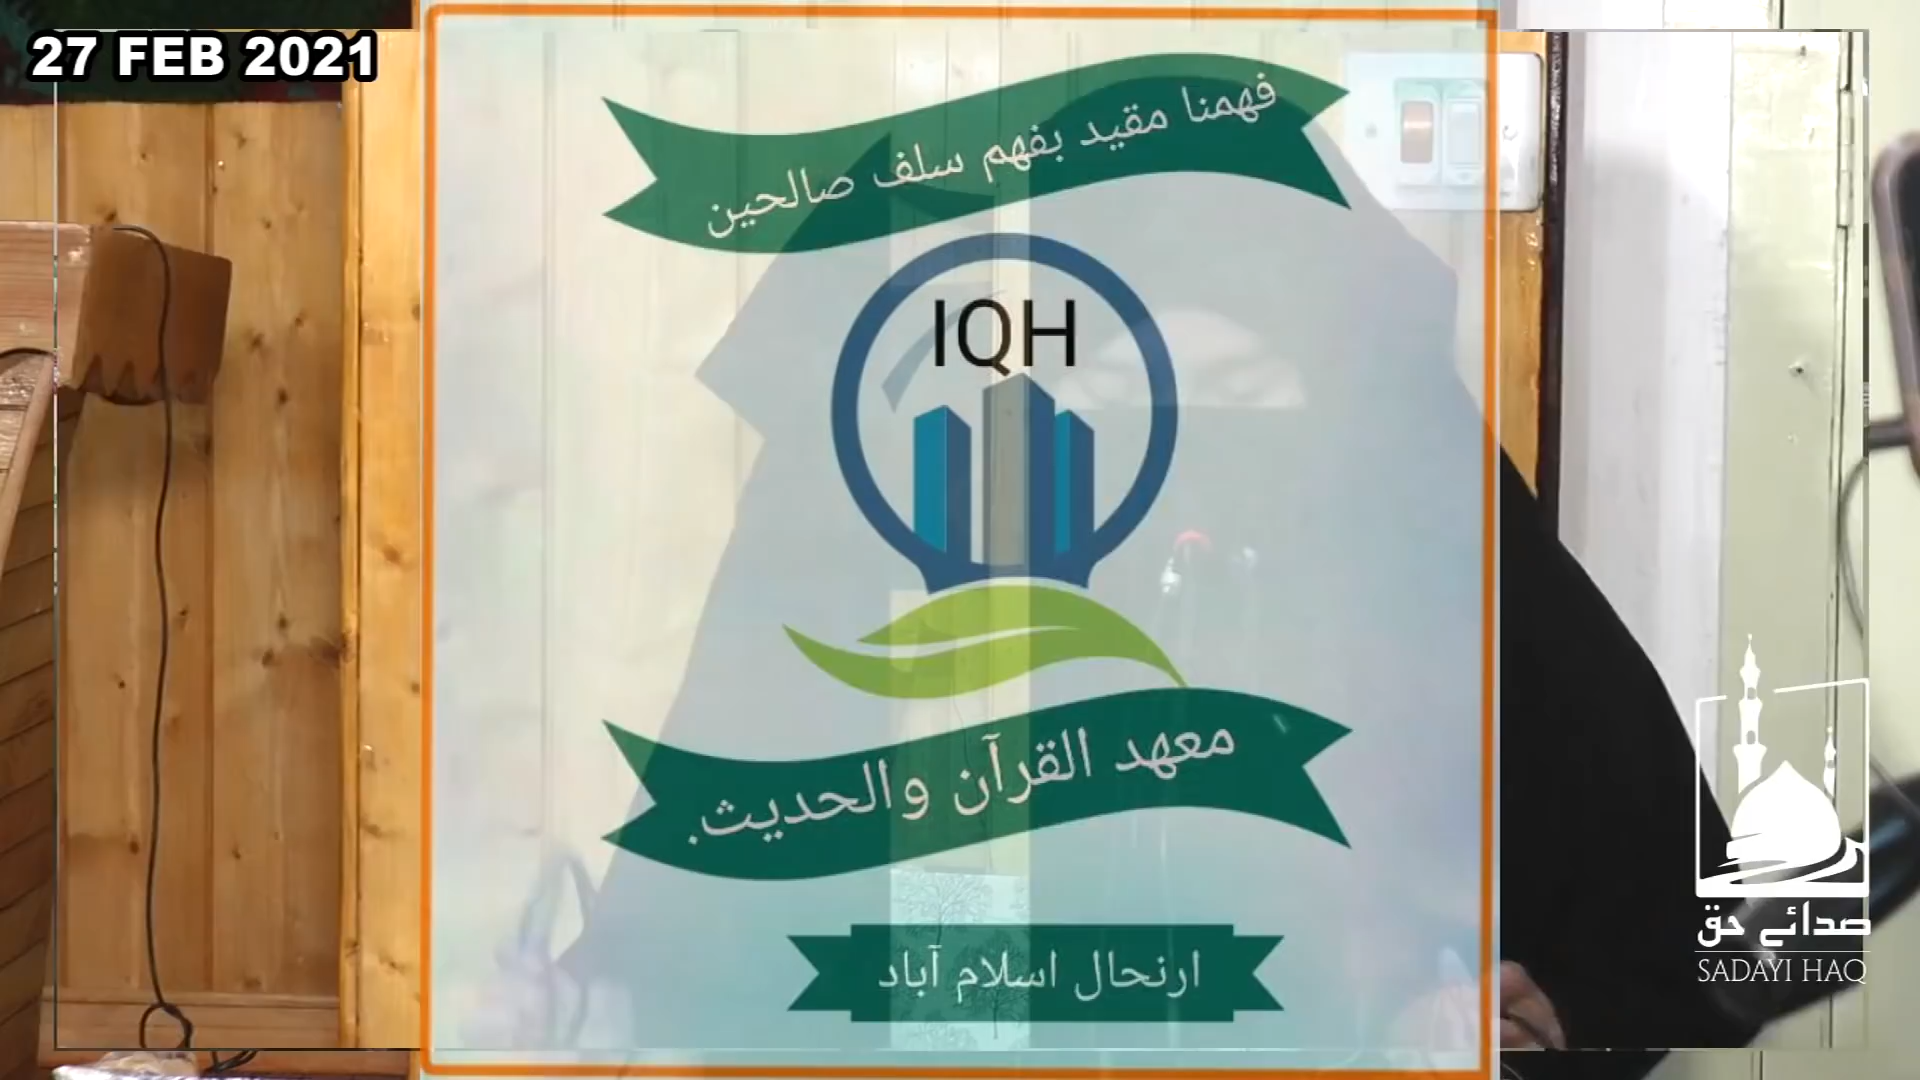 27 FEB 2021
فهمنا مقيد بفهم سلف صالحين
IQH
معهد القرآن والحديث.
ارنحال اسلام آباد
صدائے حق
SADAYI HAQ